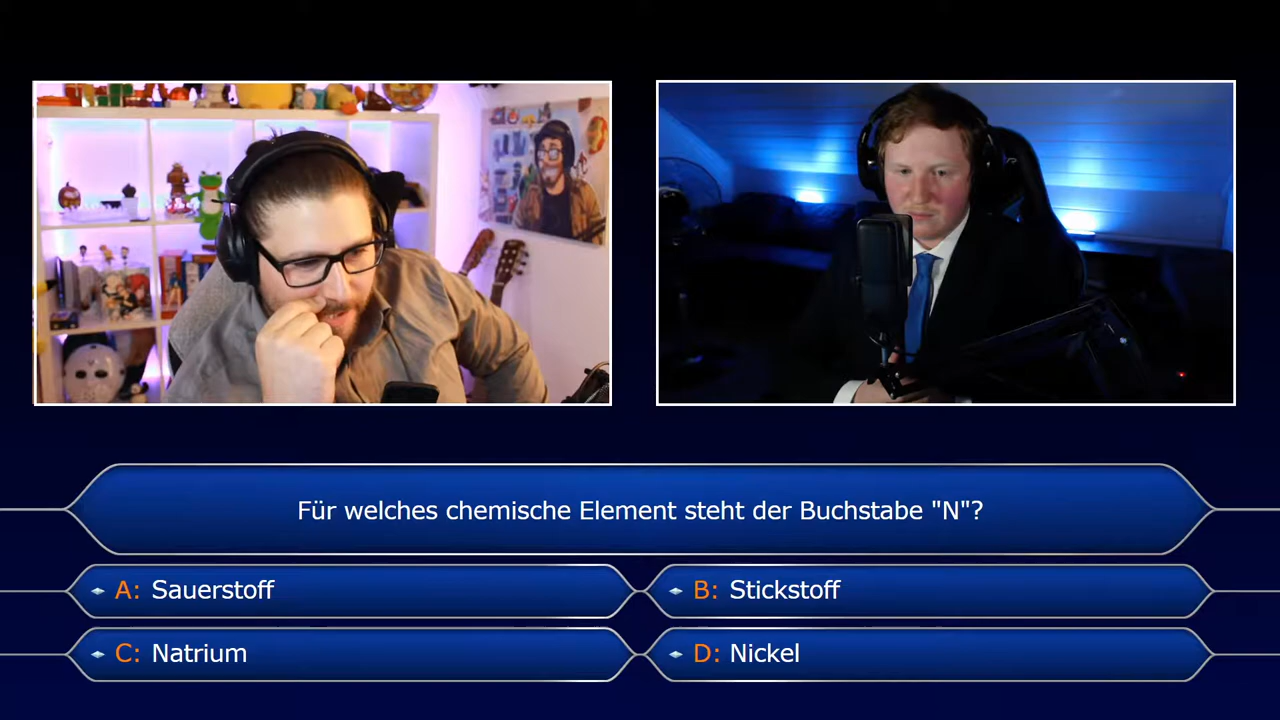 Für welches chemische Element steht der Buchstabe "N"?
A: Sauerstoff
B: Stickstoff
C: Natrium
D: Nickel